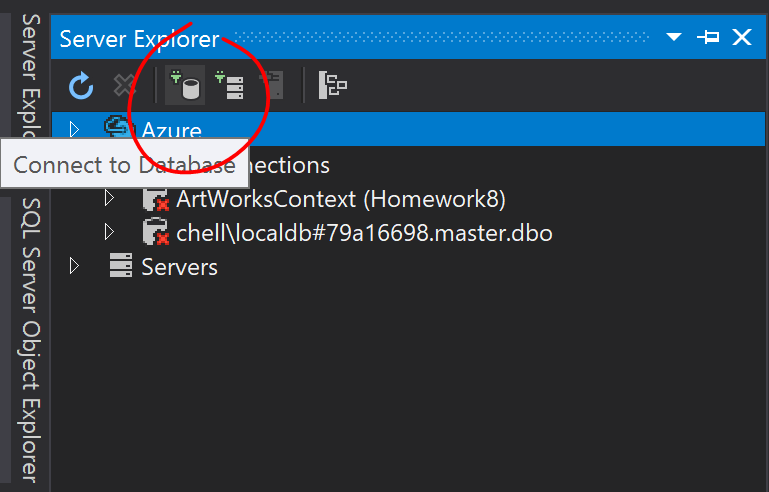 Server Explorer
Server Explo
Azure
Connect to Database
nections
ArtWorksContext (Homework8)
chell\localdb#79a16698.master.dbo
Servers
SQL Server Object Explorer